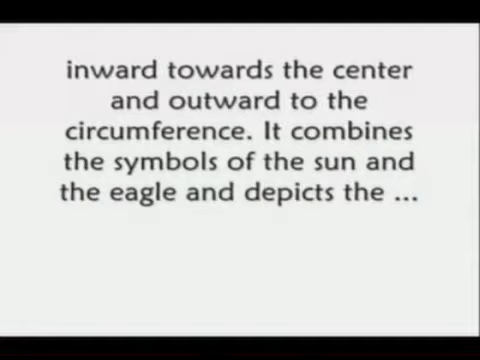 inward towards the center
and outward to the
circumference. It combines
the symbols of the sun and
the eagle and depicts the ...